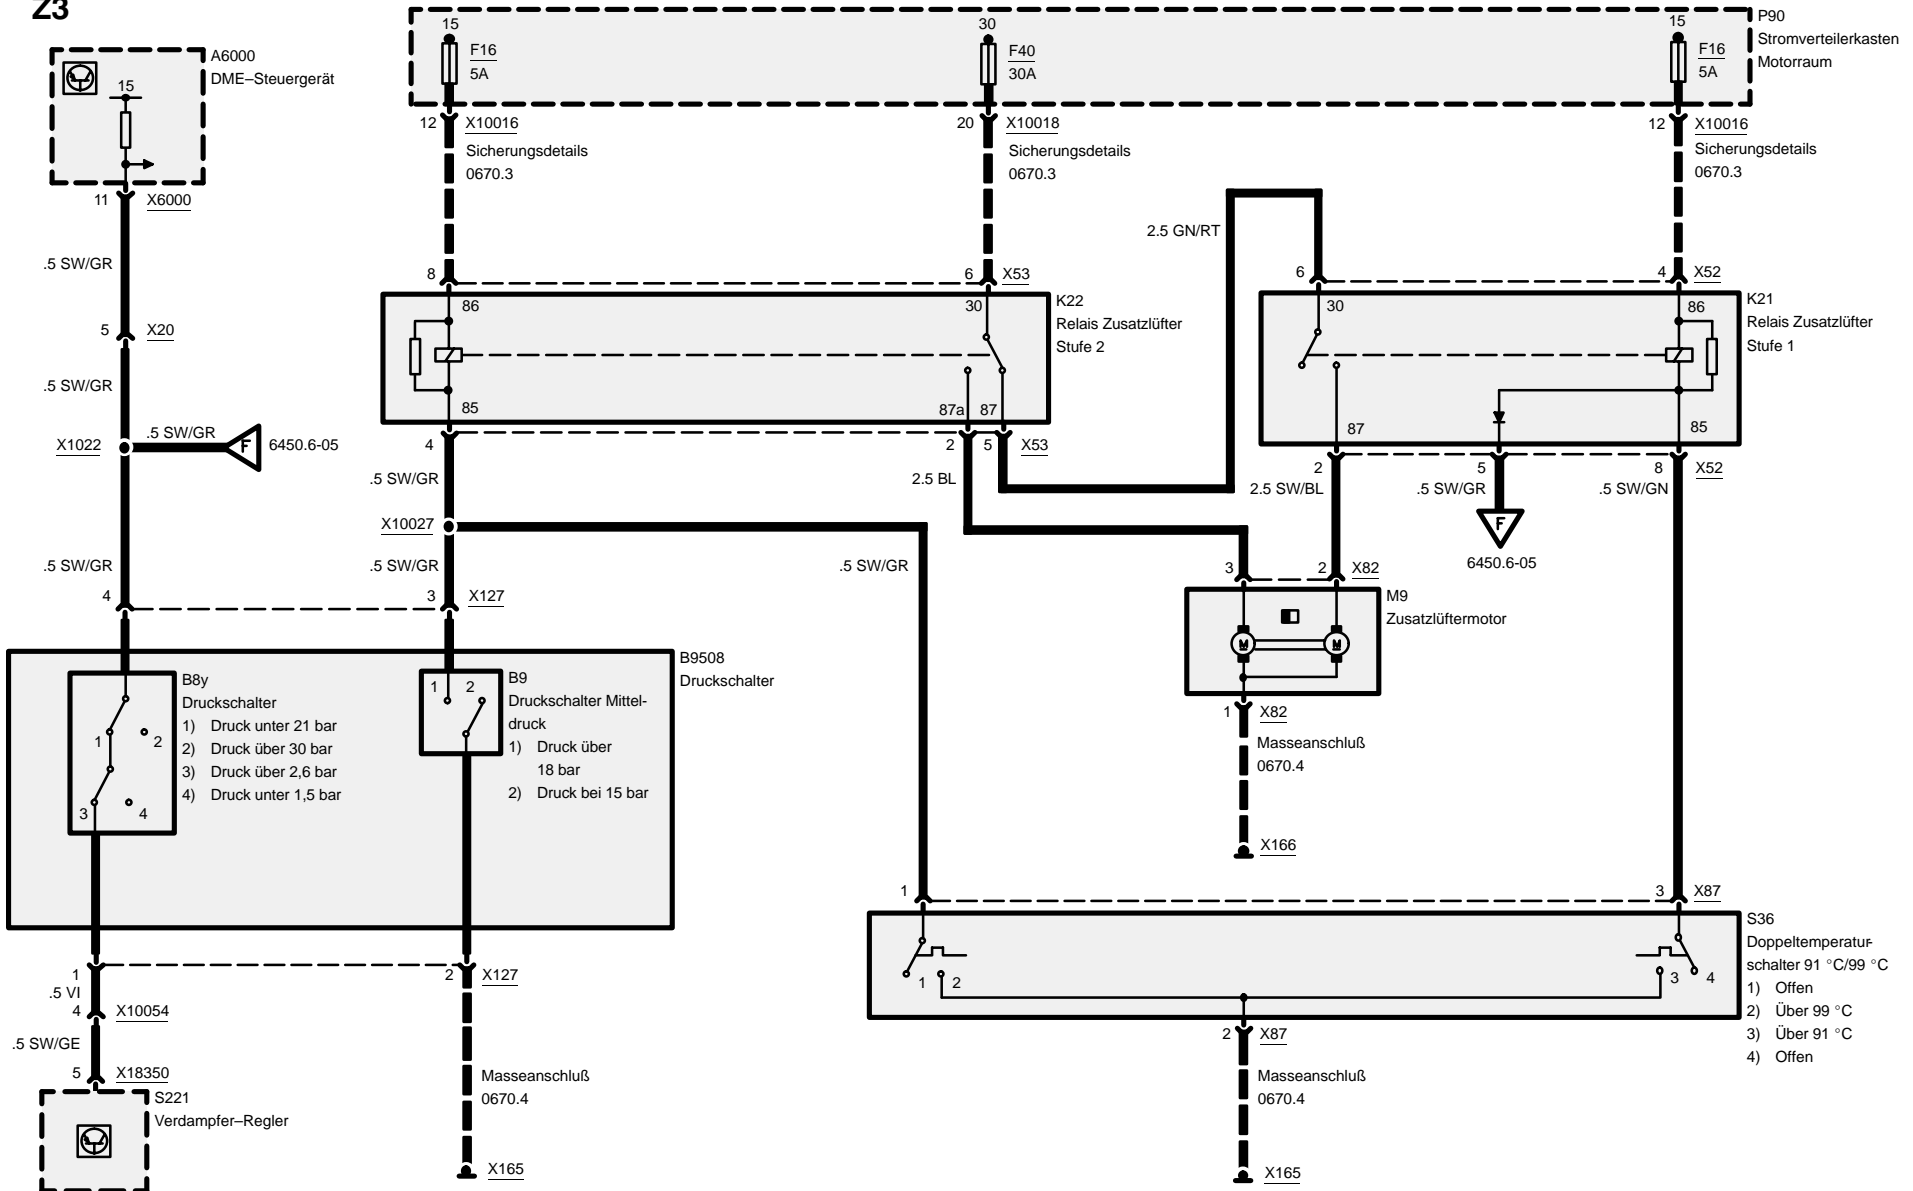 Z3
A6000
DME–Steuergerät
15
11
X6000
.5 SW/GR
5
X20
.5 SW/GR
X1022
.5 SW/GR
F
6450.6-05
.5 SW/GR
4
P90
Stromverteilerkasten
Motorraum
15
F16
5A
30
F40
30A
15
F16
5A
12
X10016
Sicherungsdetails
0670.3
20
X10018
Sicherungsdetails
0670.3
12
X10016
Sicherungsdetails
0670.3
2.5 GN/RT
8
6
X53
86
30
K22
Relais Zusatzlüfter
Stufe 2
85
87a
87
4
2
5
X53
.5 SW/GR
2.5 BL
X10027
.5 SW/GR
.5 SW/GR
3
X127
6
4
X52
30
86
K21
Relais Zusatzlüfter
Stufe 1
87
85
2
5
8
X52
2.5 SW/BL
.5 SW/GR
.5 SW/GN
F
6450.6-05
3
2
X82
M9
Zusatzlüftermotor
M
M
1
X82
Masseanschluß
0670.4
X166
B9508
Druckschalter
B8y
Druckschalter
1) Druck unter 21 bar
2) Druck über 30 bar
3) Druck über 2,6 bar
4) Druck unter 1,5 bar
1
2
3
4
B9
Druckschalter Mittel-
druck
1) Druck über
18 bar
2) Druck bei 15 bar
1
2
1
.5 VI
4
X10054
.5 SW/GE
5
X18350
S221
Verdampfer–Regler
2
X127
Masseanschluß
0670.4
X165
1
3
X87
S36
Doppeltemperatur-
schalter 91 °C/99 °C
1) Offen
2) Über 99 °C
3) Über 91 °C
4) Offen
1
2
3
4
2
X87
Masseanschluß
0670.4
X165